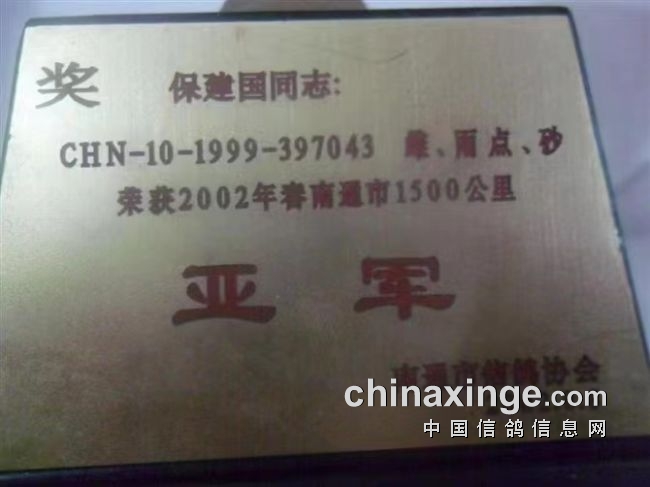 奖 保建国同志:
CHN-10-1999-397043 雌、雨点、砂
荣获2002年春南通市1500公里
亚军
南通市信鸽协会
chinaxinge.com
中国信鸽信息网